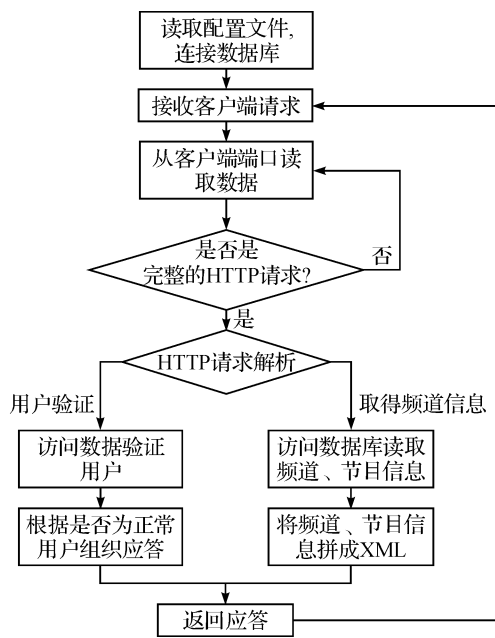 读取配置文件,
连接数据库
接收客户端请求
从客户端端口读
取数据
是否是
完整的HTTP请求?
否
是
HTTP请求解析
用户验证
取得频道信息
访问数据验证
用户
访问数据库读取
频道、节目信息
根据是否为正常
用户组织应答
将频道、节目信
息拼成XML
返回应答